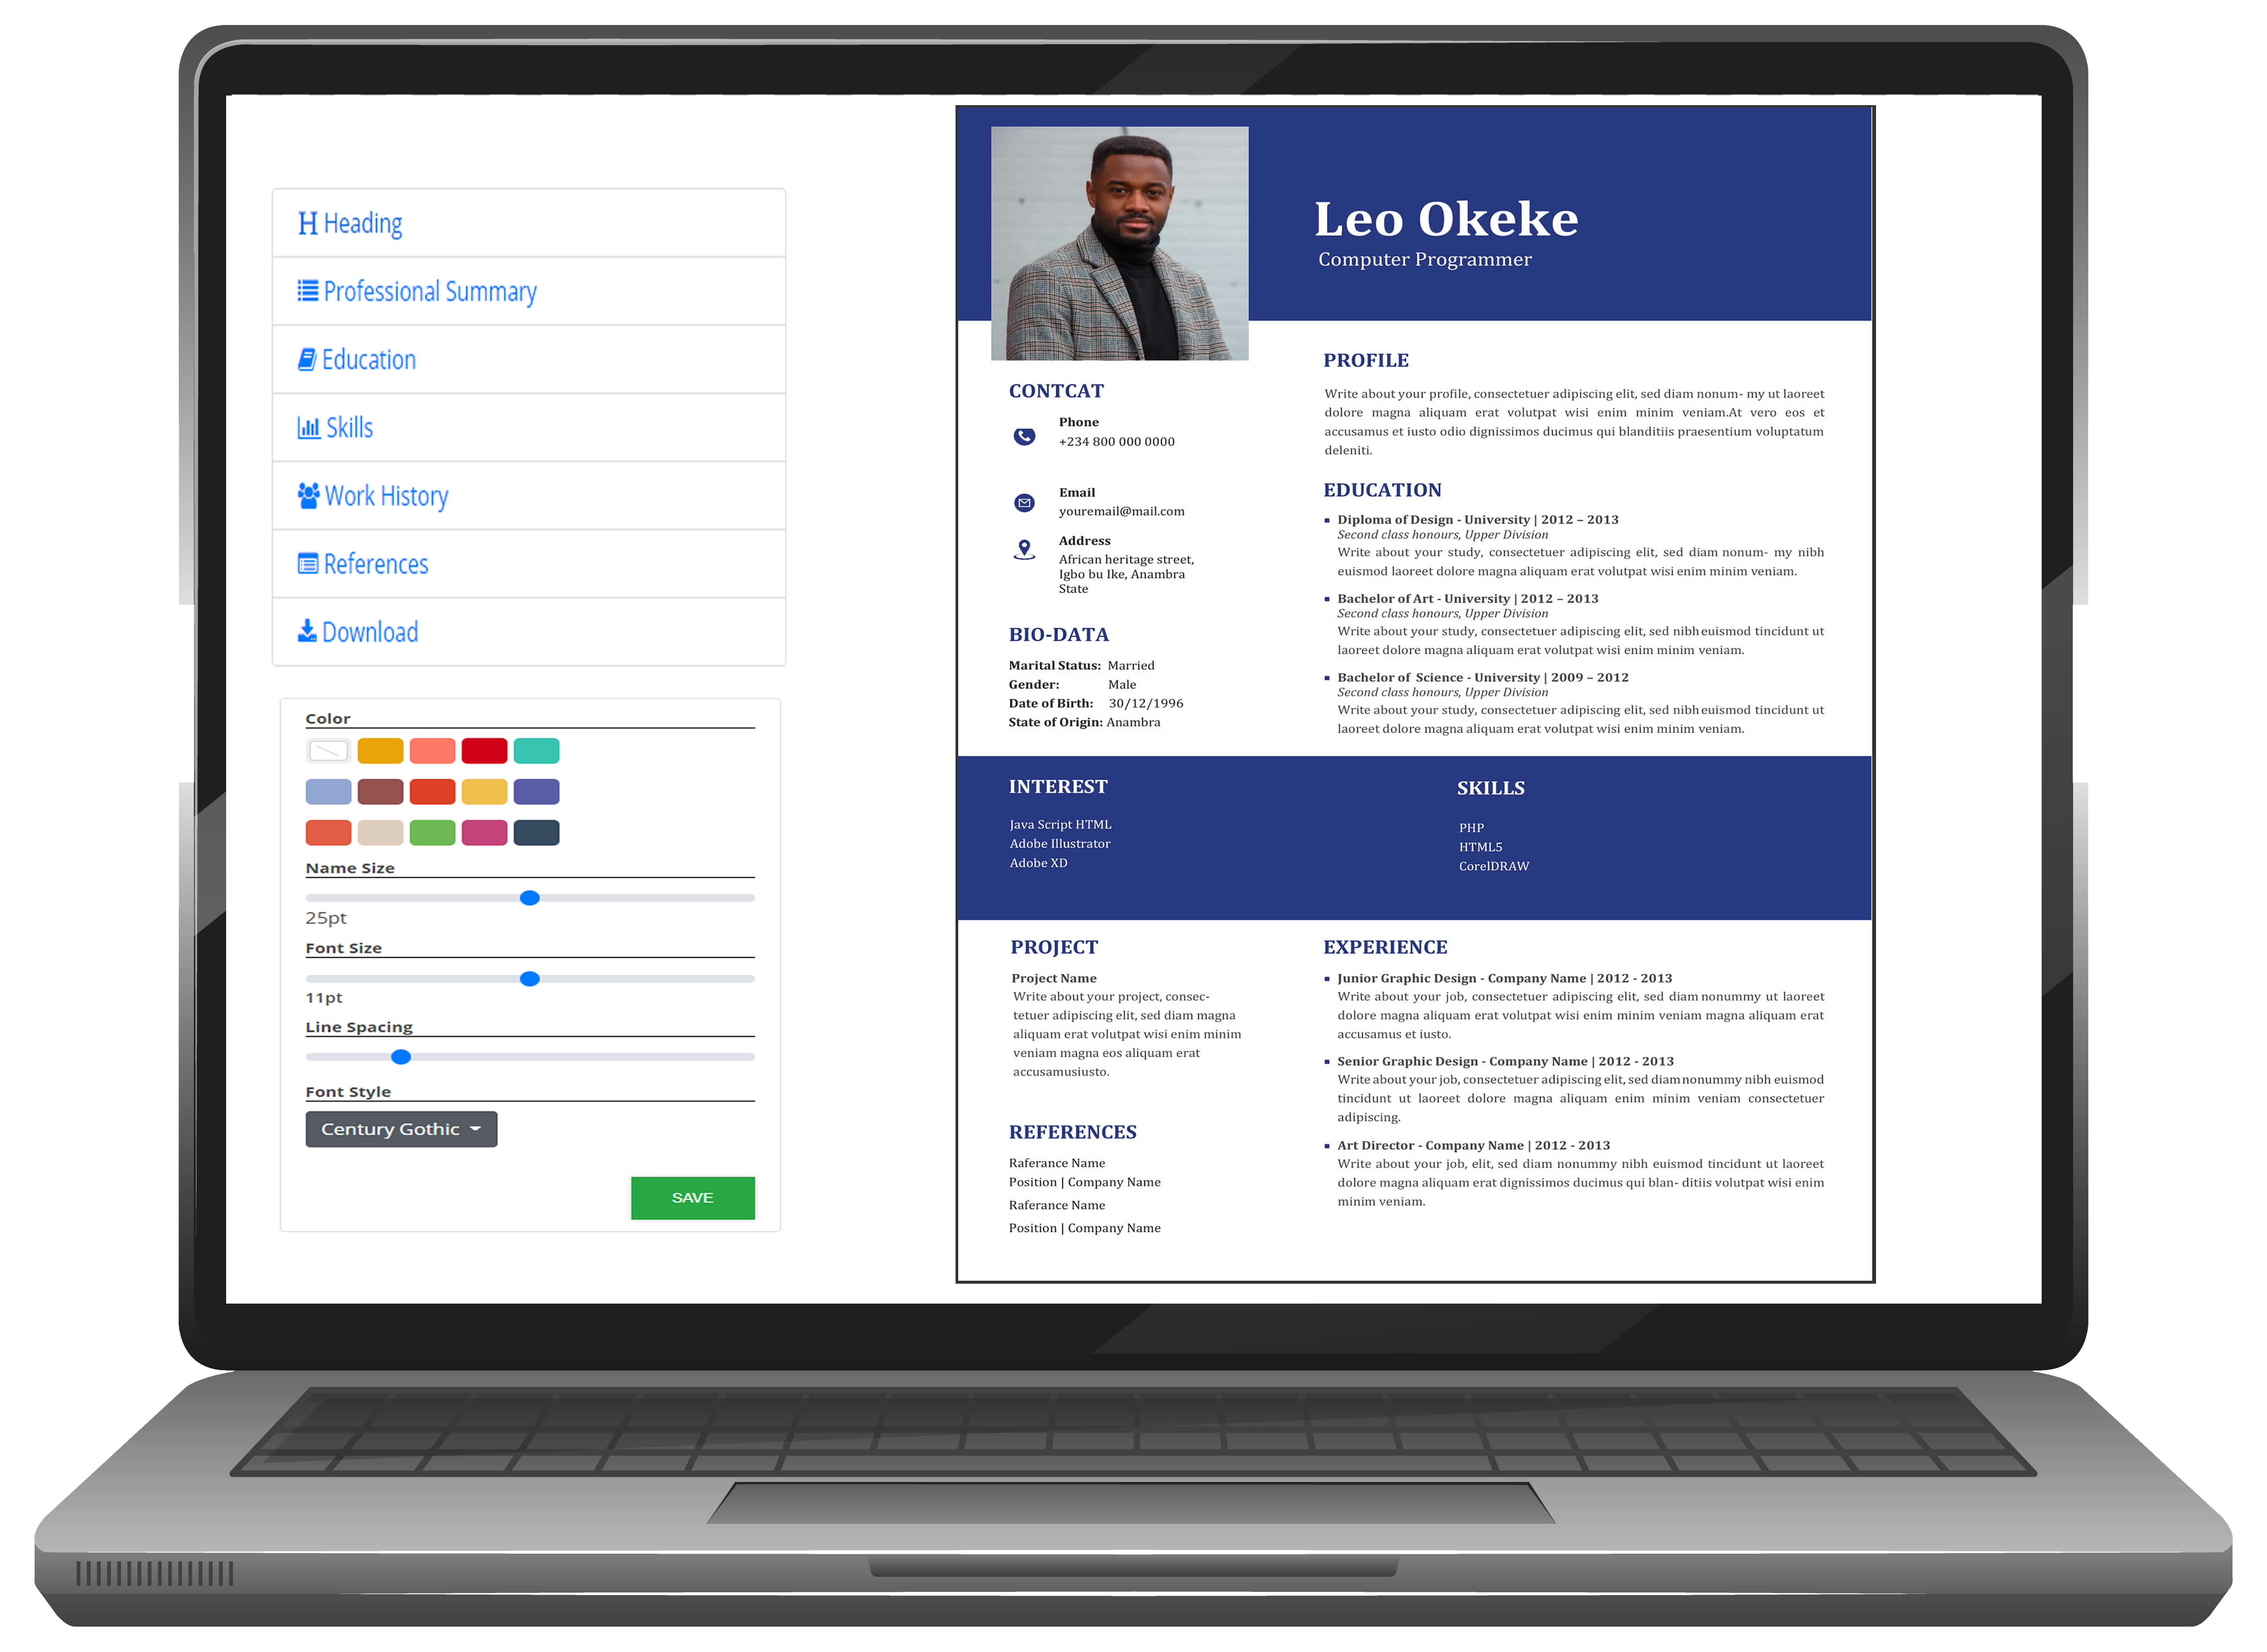 H Heading
Professional Summary
Education
Skills
Work History
References
Download
Color
Name Size
25pt
Font Size
11pt
Line Spacing
Font Style
Century Gothic
SAVE
Leo Okeke
Computer Programmer
CONTCAT
Phone
+234 800 000 0000
Email
youremail@mail.com
Address
African heritage street,
Igbo bu Ike, Anambra
State
BIO-DATA
Marital Status: Married
Gender: Male
Date of Birth: 30/12/1996
State of Origin: Anambra
PROFILE
Write about your profile, consectetuer adipiscing elit, sed diam nonum- my ut laoreet
dolore magna aliquam erat volutpat wisi enim minim veniam.At vero eos et
accusamus et iusto odio dignissimos ducimus qui blanditiis praesentium voluptatum
deleniti.
EDUCATION
Diploma of Design - University | 2012 – 2013
Second class honours, Upper Division
Write about your study, consectetuer adipiscing elit, sed diam nonum- my nibh
euismod laoreet dolore magna aliquam erat volutpat wisi enim minim veniam.
Bachelor of Art - University | 2012 – 2013
Second class honours, Upper Division
Write about your study, consectetuer adipiscing elit, sed nibh euismod tincidunt ut
laoreet dolore magna aliquam erat volutpat wisi enim minim veniam.
Bachelor of Science - University | 2009 – 2012
Second class honours, Upper Division
Write about your study, consectetuer adipiscing elit, sed nibh euismod tincidunt ut
laoreet dolore magna aliquam erat volutpat wisi enim minim veniam.
INTEREST
Java Script HTML
Adobe Illustrator
Adobe XD
SKILLS
PHP
HTML5
CorelDRAW
PROJECT
Project Name
Write about your project, consec-
tetuer adipiscing elit, sed diam magna
aliquam erat volutpat wisi enim minim
veniam magna eos aliquam erat
accusamusiusto.
REFERENCES
Raferance Name
Position | Company Name
Raferance Name
Position | Company Name
EXPERIENCE
Junior Graphic Design - Company Name | 2012 - 2013
Write about your job, consectetuer adipiscing elit, sed diam nonummy ut laoreet
dolore magna aliquam erat volutpat wisi enim minim veniam magna aliquam erat
accusamus et iusto.
Senior Graphic Design - Company Name | 2012 - 2013
Write about your job, consectetuer adipiscing elit, sed diam nonummy nibh euismod
tincidunt ut laoreet dolore magna aliquam enim minim veniam consectetuer
adipiscing.
Art Director - Company Name | 2012 - 2013
Write about your job, elit, sed diam nonummy nibh euismod tincidunt ut laoreet
dolore magna aliquam erat dignissimos ducimus qui blan- ditiis volutpat wisi enim
minim veniam.